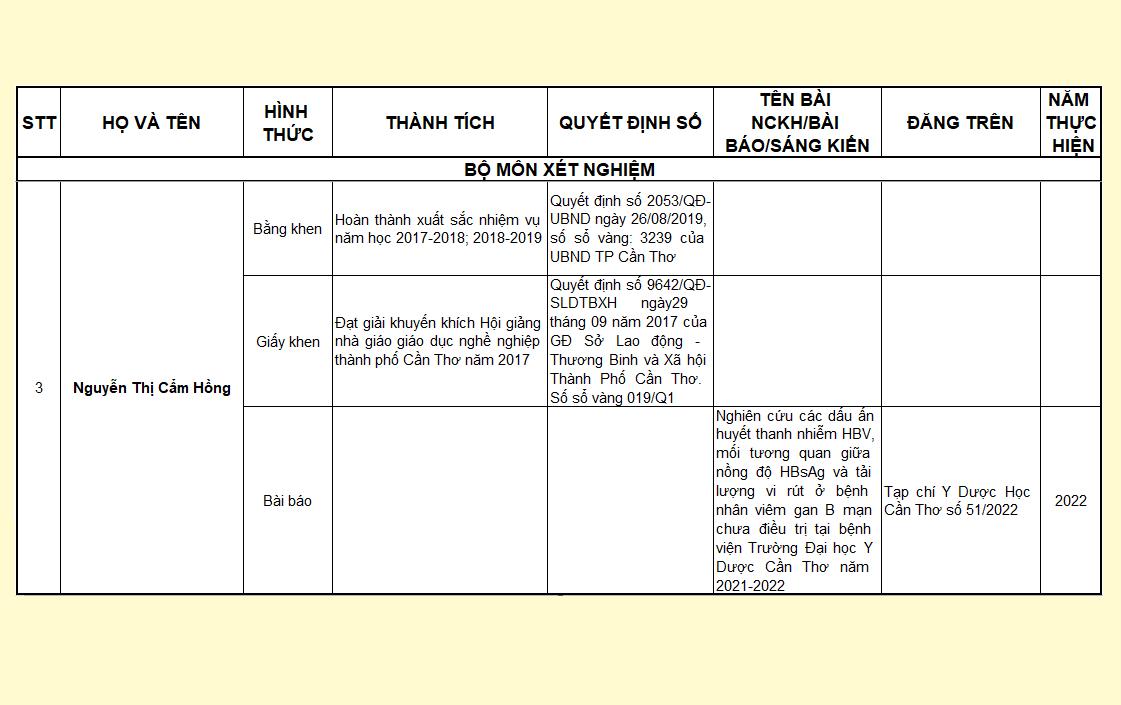 STT
HỌ VÀ TÊN
HÌNH
THỨC
THÀNH TÍCH
QUYẾT ĐỊNH SỐ
TÊN BÀI
NCKH/BÀI
BÁO/SÁNG KIẾN
ĐĂNG TRÊN
NĂM
THỰC
HIỆN
BỘ MÔN XÉT NGHIỆM
3
Nguyễn Thị Cẩm Hồng
Bằng khen
Hoàn thành xuất sắc nhiệm vụ
năm học 2017-2018; 2018-2019
Quyết định số 2053/QĐ-
UBND ngày 26/08/2019,
số sổ vàng: 3239 của
UBND TP Cần Thơ
Giấy khen
Đạt giải khuyến khích Hội giảng
nhà giáo giáo dục nghề nghiệp
thành phố Cần Thơ năm 2017
Quyết định số 9642/QĐ-
SLDTBXH ngày29
tháng 09 năm 2017 của
GĐ Sở Lao động -
Thương Binh và Xã hội
Thành Phố Cần Thơ.
Số sổ vàng 019/Q1
Bài báo
Nghiên cứu các dấu ấn
huyết thanh nhiễm HBV,
mối tương quan giữa
nồng độ HBsAg và tải
lượng vi rút ở bệnh
nhân viêm gan B mạn
chưa điều trị tại bệnh
viện Trường Đại học Y
Dược Cần Thơ năm
2021-2022
Tạp chí Y Dược Học
Cần Thơ số 51/2022
2022